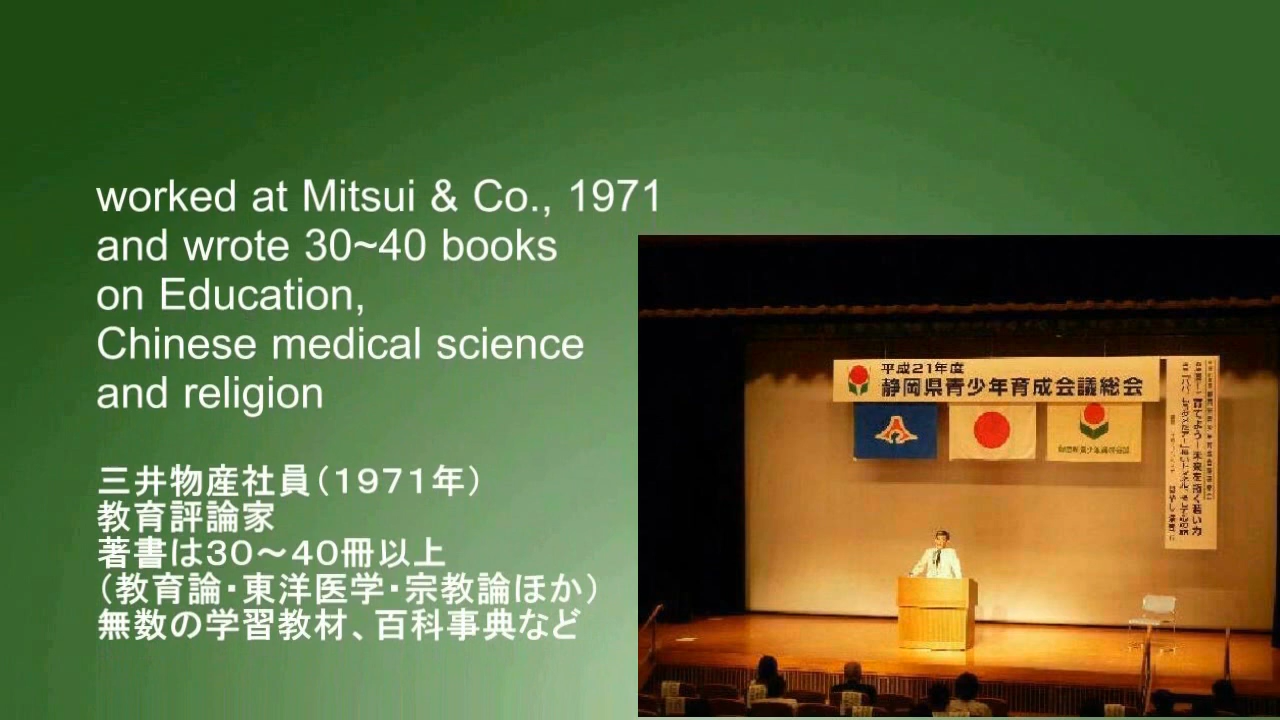 worked at Mitsui & Co., 1971
and wrote 30~40 books
on Education,
Chinese medical science
and religion
三井物産社員（１９７１年）
教育評論家
著書は３０～４０冊以上
（教育論・東洋医学・宗教論ほか）
無数の学習教材、百科事典など
平成21年度
静岡県青少年育成会議総会